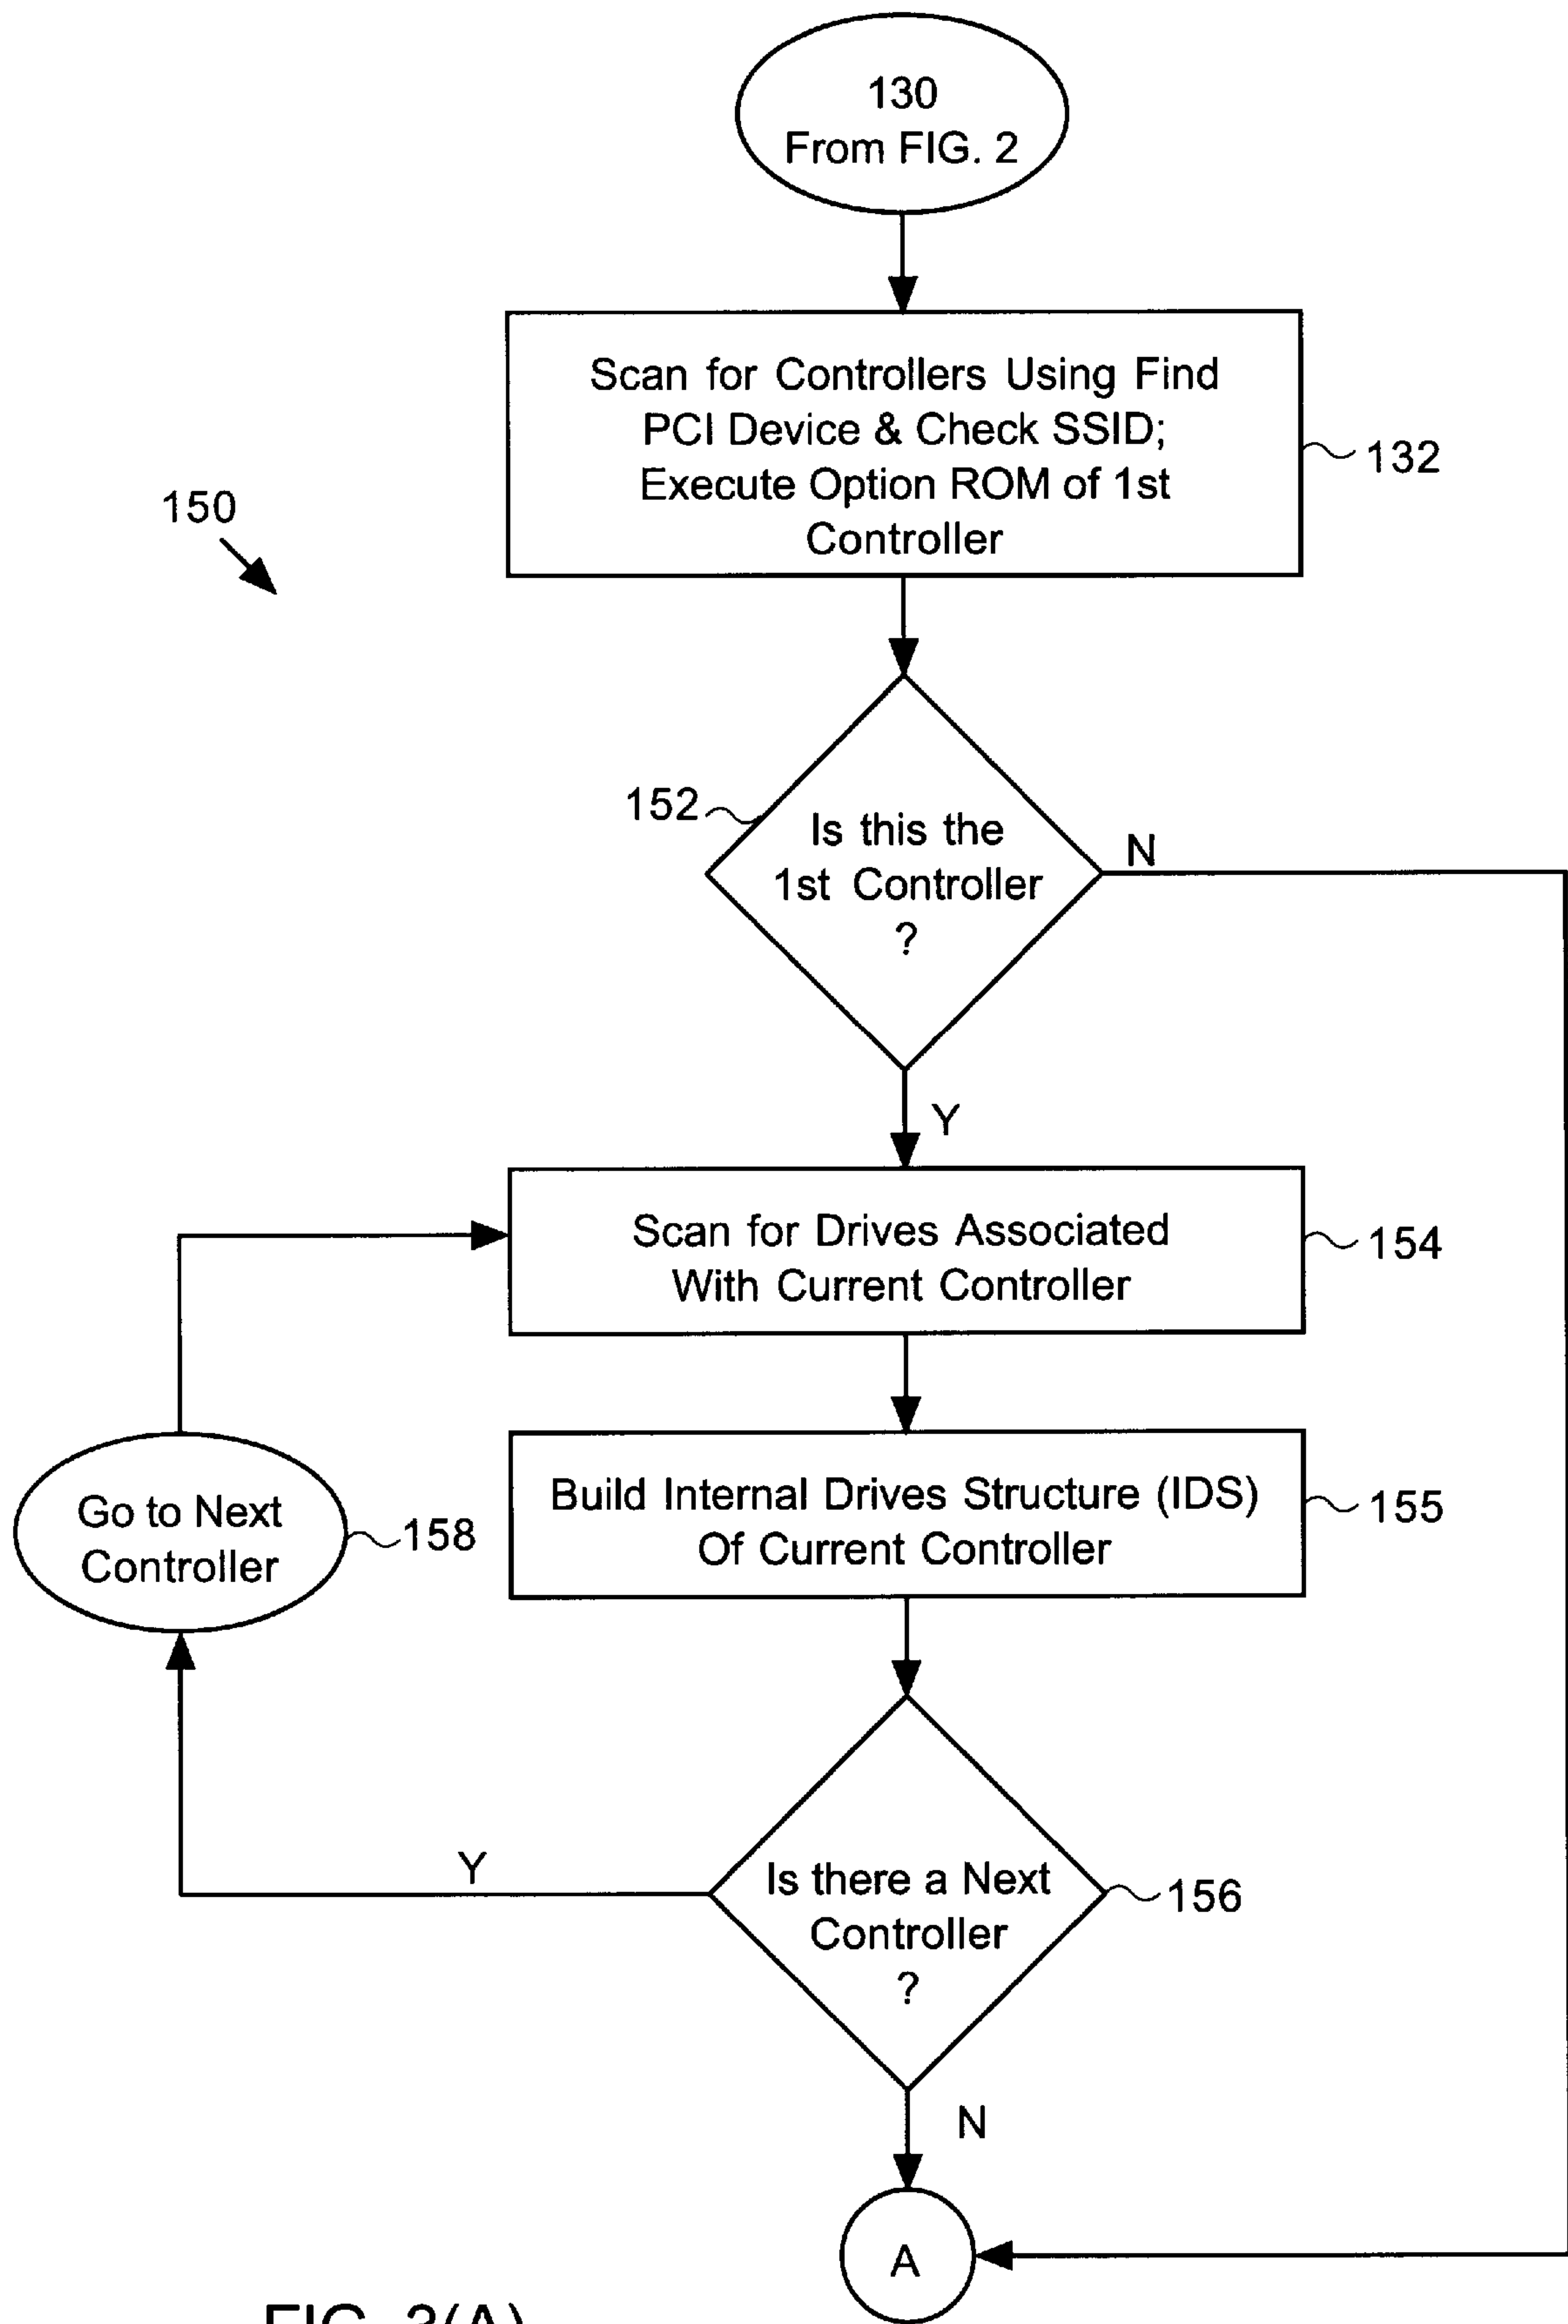 130
From FIG. 2
Scan for Controllers Using Find
PCI Device & Check SSID;
Execute Option ROM of 1st
Controller
132
150
152
Is this the
1st Controller
?
N
Y
Scan for Drives Associated
With Current Controller
154
Build Internal Drives Structure (IDS)
Of Current Controller
155
Go to Next
Controller
158
Y
Is there a Next
Controller
?
156
N
A
FIG. 3(A)